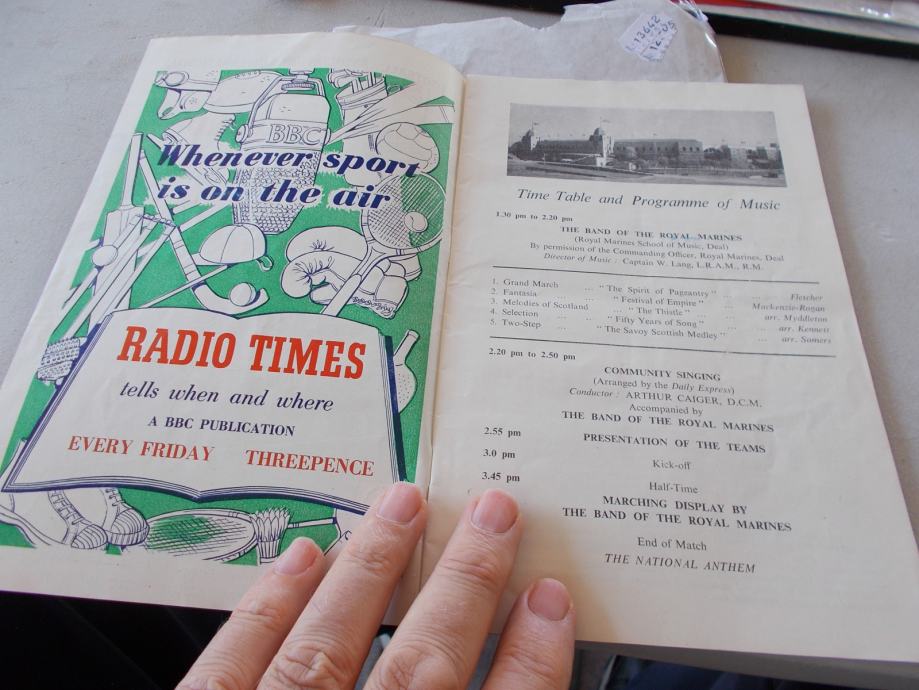 L-13642
BBC
Whenever sport
is on the air
RADIO TIMES
tells when and where
A BBC PUBLICATION
EVERY FRIDAY THREEPENCE
Time Table and Programme of Music
1.30 pm to 2.20 pm
THE BAND OF THE ROYAL MARINES
(Royal Marines School of Music, Deal)
By permission of the Commanding Officer, Royal Marines, Deal
Director of Music : Captain W. Lang, L.R.A.M., R.M.
1. Grand March ... "The Spirit of Pageantry" ... ... Fletcher
2. Fantasia ... ... "Festival of Empire" ... Mackenzie-Rogan
3. Melodies of Scotland ... "The Thistle" ... ... arr. Myddleton
4. Selection ... ... "Fifty Years of Song" ... ... arr. Kennett
5. Two-Step ... "The Savoy Scottish Medley" ... arr. Somers
2.20 pm to 2.50 pm
COMMUNITY SINGING
(Arranged by the Daily Express)
Conductor : ARTHUR CAIGER, D.C.M.
Accompanied by
THE BAND OF THE ROYAL MARINES
2.55 pm PRESENTATION OF THE TEAMS
3.0 pm Kick-off
3.45 pm Half-Time
MARCHING DISPLAY BY
THE BAND OF THE ROYAL MARINES
End of Match
THE NATIONAL ANTHEM